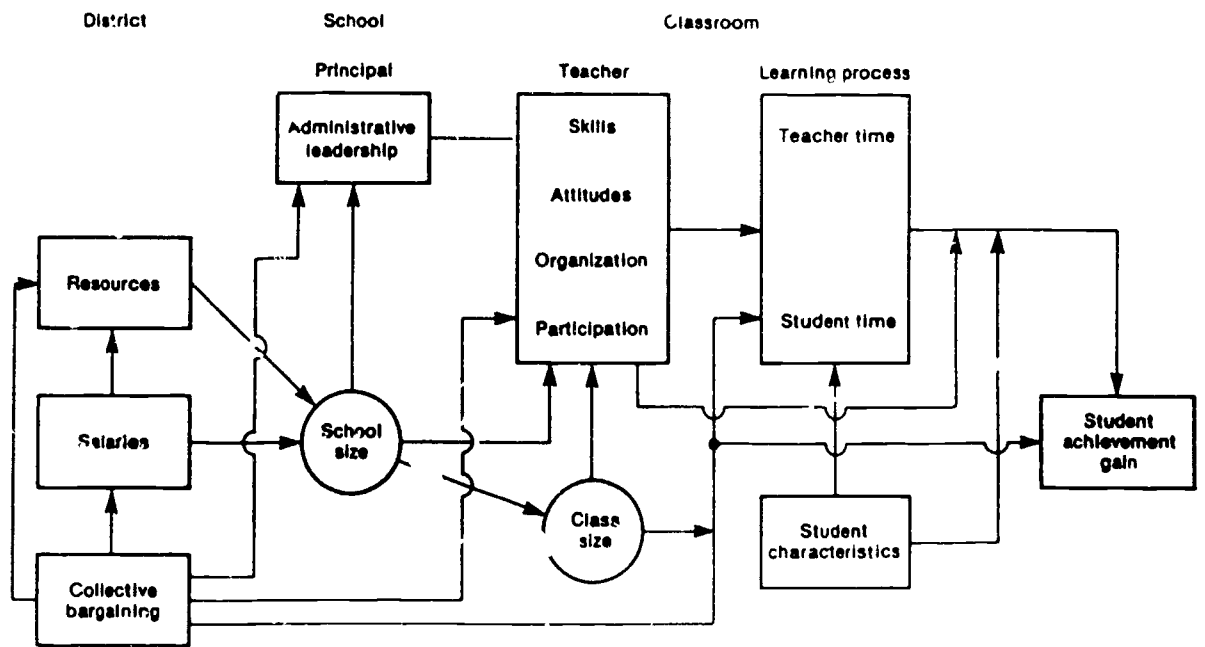 District
School
Classroom
Principal
Teacher
Learning process
Administrative
leadership
Skills
Attitudes
Organization
Participation
Teacher time
Student time
Resources
Salaries
School
size
Class
size
Collective
bargaining
Student
characteristics
Student
achievement
gain